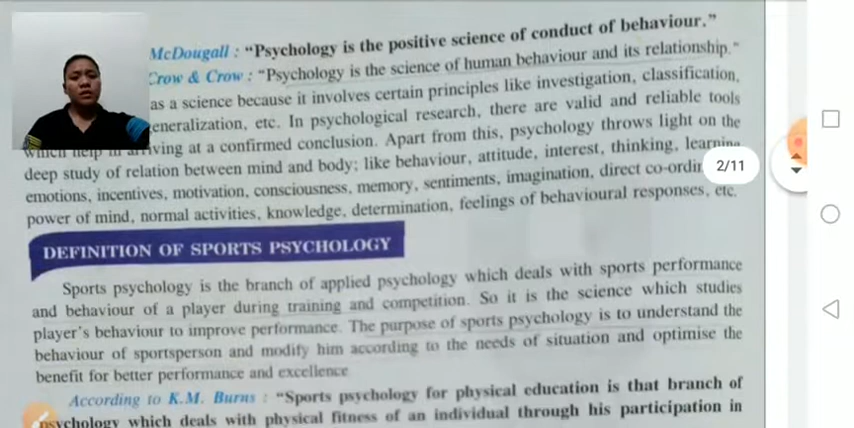 McDougall : “Psychology is the positive science of conduct of behaviour.”
Crow & Crow : “Psychology is the science of human behaviour and its relationship.”
as a science because it involves certain principles like investigation, classification,
eneralization, etc. In psychological research, there are valid and reliable tools
which help in arriving at a confirmed conclusion. Apart from this, psychology throws light on the
deep study of relation between mind and body; like behaviour, attitude, interest, thinking, learning
emotions, incentives, motivation, consciousness, memory, sentiments, imagination, direct co-ordin
2/11
power of mind, normal activities, knowledge, determination, feelings of behavioural responses, etc.
DEFINITION OF SPORTS PSYCHOLOGY
Sports psychology is the branch of applied psychology which deals with sports performance
and behaviour of a player during training and competition. So it is the science which studies
player’s behaviour to improve performance. The purpose of sports psychology is to understand the
behaviour of sportsperson and modify him according to the needs of situation and optimise the
benefit for better performance and excellence
According to K.M. Burns : “Sports psychology for physical education is that branch of
psychology which deals with physical fitness of an individual through his participation in